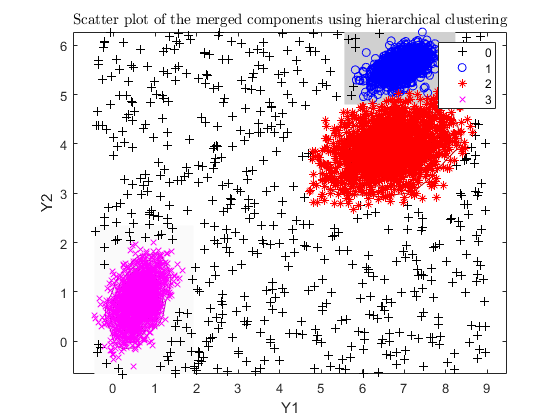 Scatter plot of the merged components using hierarchical clustering
6
5
4
3
2
1
0
Y2
0
1
2
3
0 1 2 3 4 5 6 7 8 9
Y1